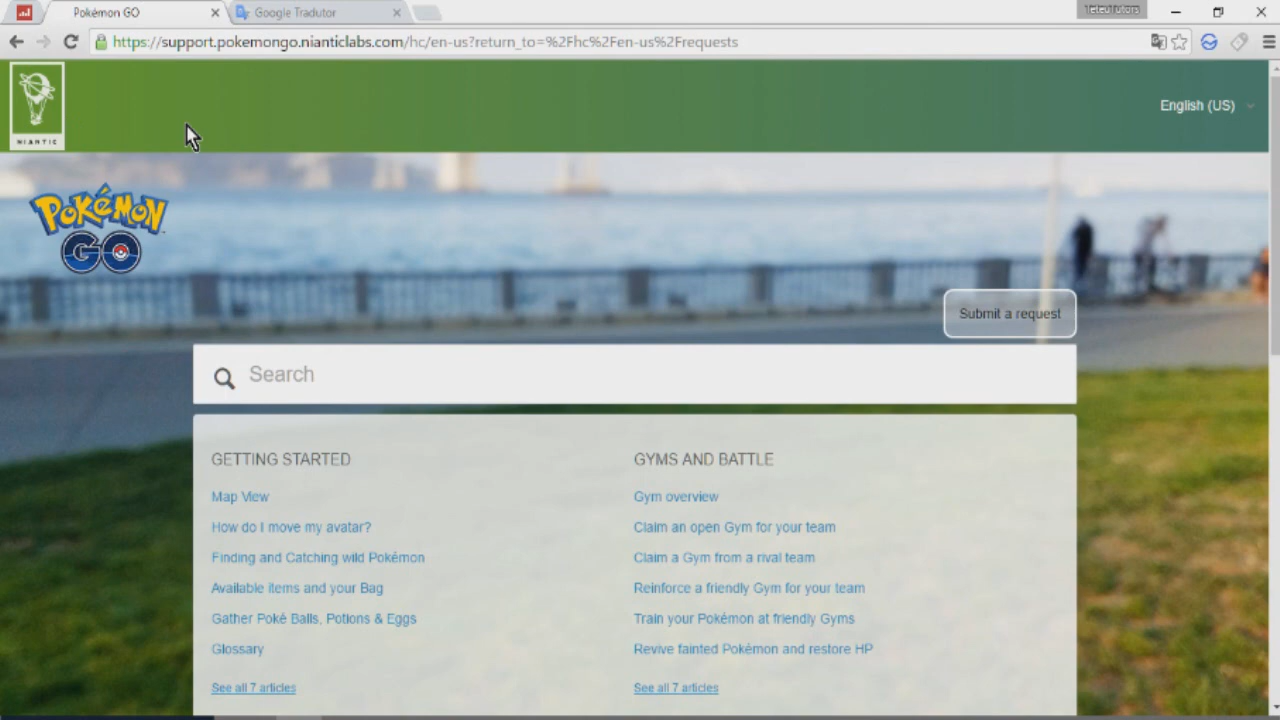 Pokémon GO
Google Tradutor
https://support.pokemongo.nianticlabs.com/hc/en-us?return_to=%2Fhc%2Fen-us%2Frequests
NIANTIC
English (US)
POKéMON
GO
Submit a request
Search
GETTING STARTED
Map View
How do I move my avatar?
Finding and Catching wild Pokémon
Available items and your Bag
Gather Poké Balls, Potions & Eggs
Glossary
See all 7 articles
GYMS AND BATTLE
Gym overview
Claim an open Gym for your team
Claim a Gym from a rival team
Reinforce a friendly Gym for your team
Train your Pokémon at friendly Gyms
Revive fainted Pokémon and restore HP
See all 7 articles